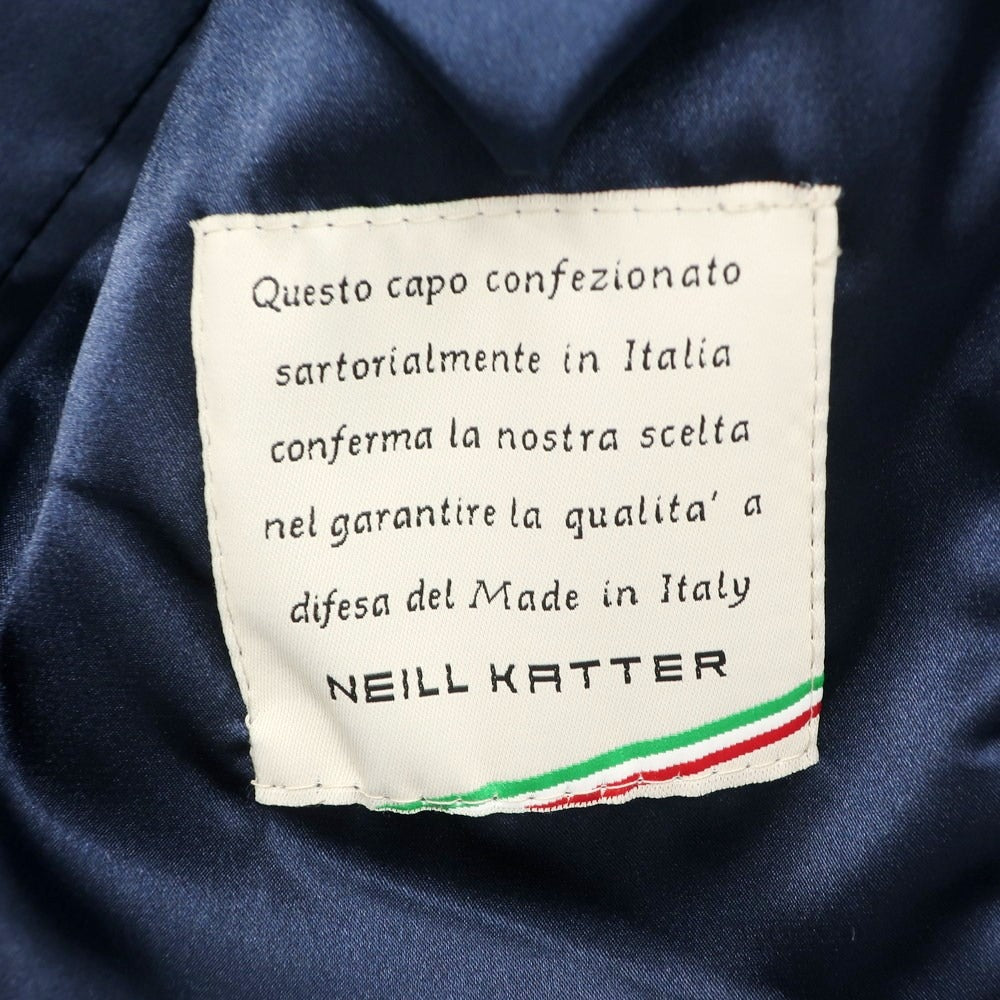 Questo capo confezionato
sartorialmente in Italia
conferma la nostra scelta
nel garantire la qualita' a
difesa del Made in Italy
NEILL KATTER